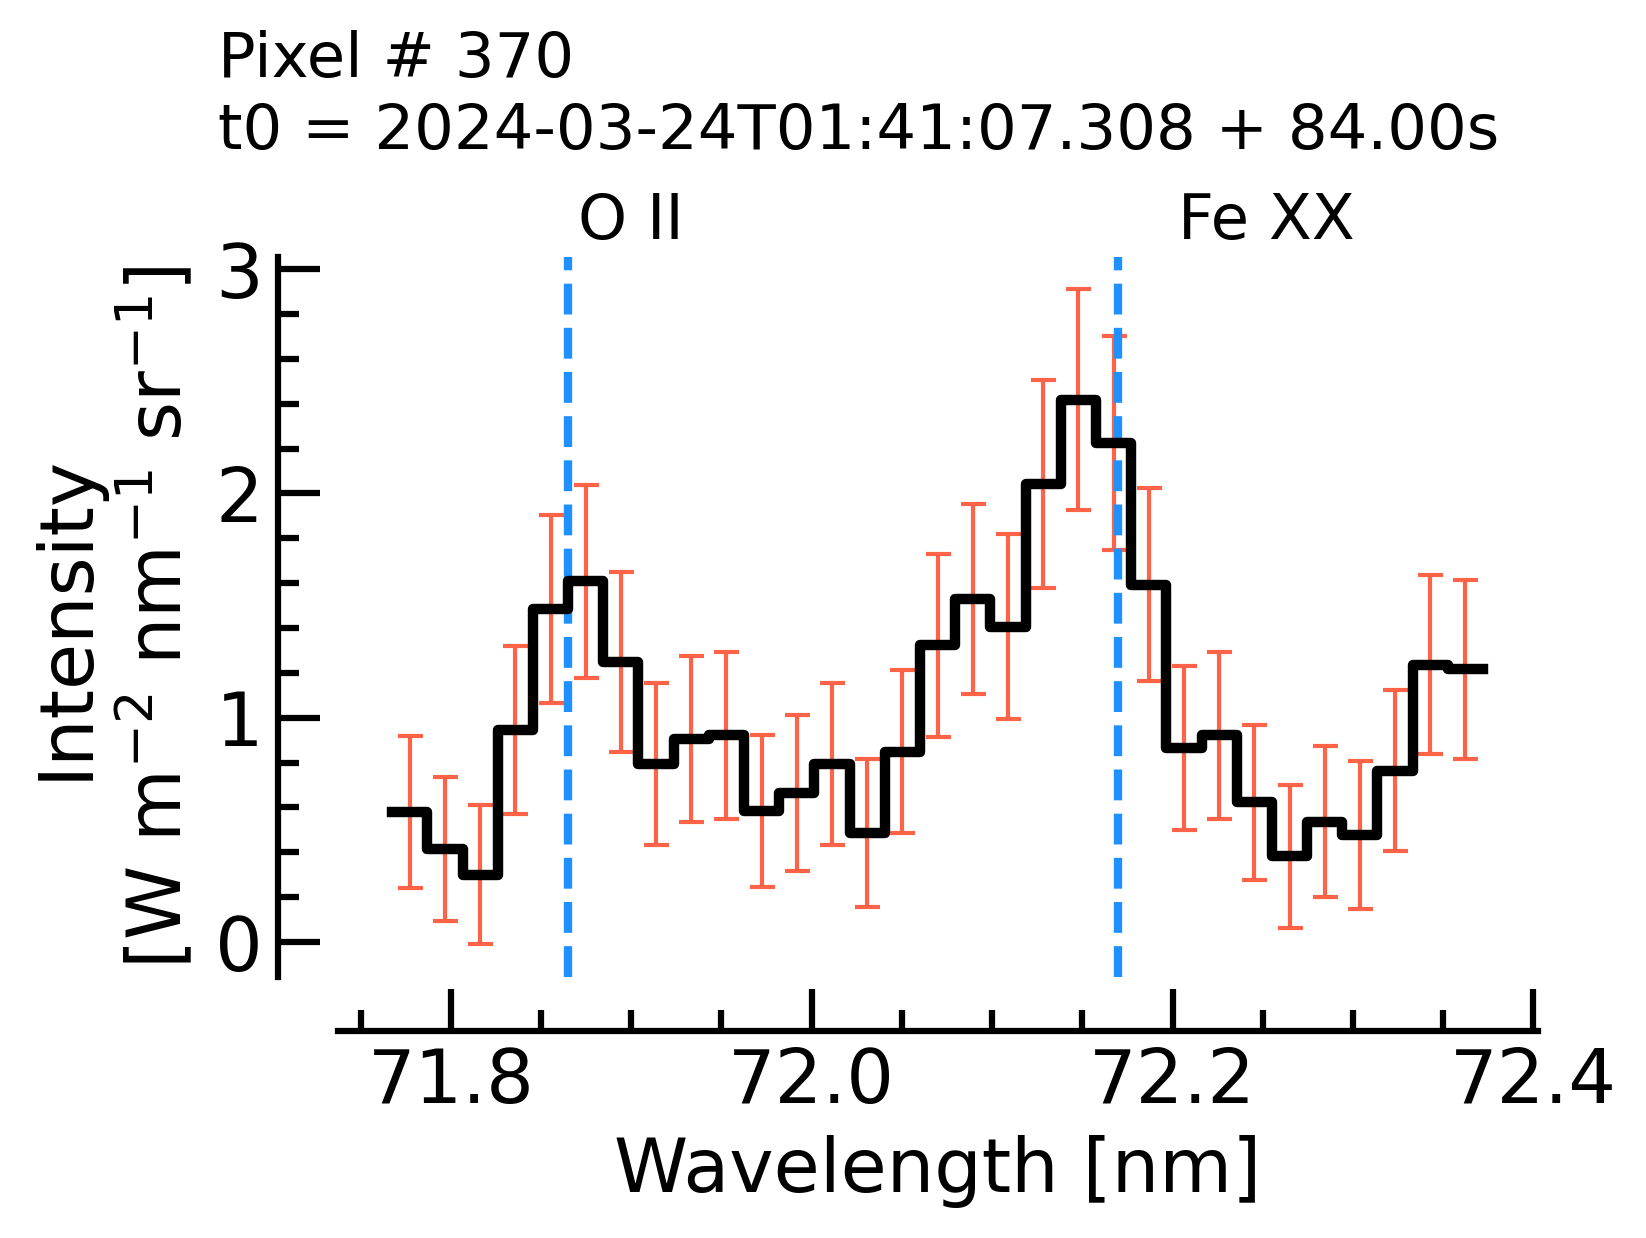 Pixel # 370
t0 = 2024-03-24T01:41:07.308 + 84.00s
O II
Fe XX
Intensity
[W m⁻² nm⁻¹ sr⁻¹]
3
2
1
0
71.8
72.0
72.2
72.4
Wavelength [nm]